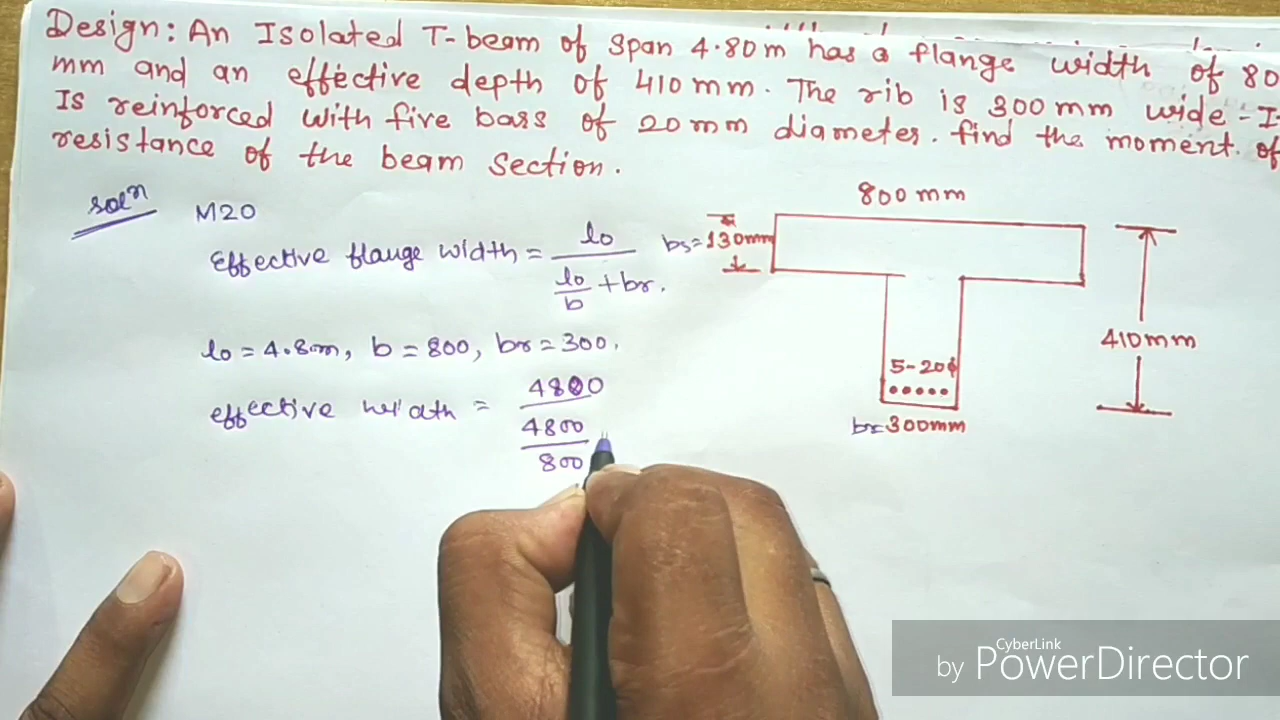 Design: An Isolated T-beam of span 4.80m has a flange width of 80
mm and an effective depth of 410mm. The rib is 300mm wide - I
Is reinforced with five bass of 20mm diameter. find the moment of
resistance of the beam section.
solⁿ
M20
800 mm
Effective flauge width = lo / (lo/b + br.
bs=130mm
lo = 4.8m, b = 800, br = 300.
410mm
effective width = 4800 / (4800/800
5-20ϕ
br=300mm
CyberLink
by PowerDirector